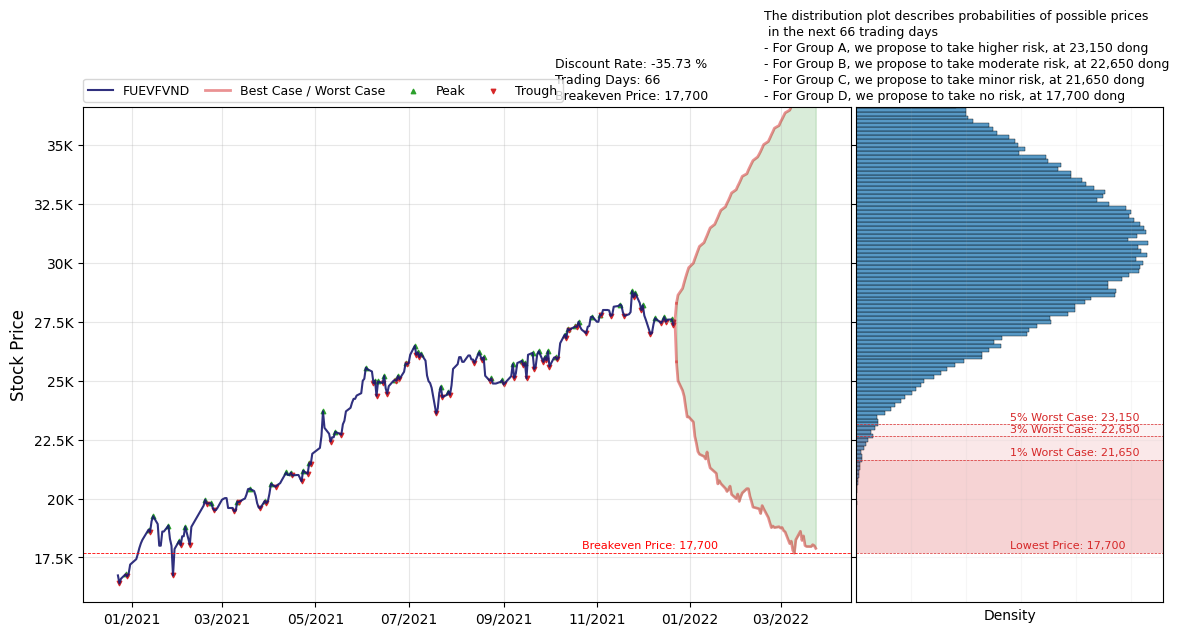 The distribution plot describes probabilities of possible prices
in the next 66 trading days
- For Group A, we propose to take higher risk, at 23,150 dong
- For Group B, we propose to take moderate risk, at 22,650 dong
- For Group C, we propose to take minor risk, at 21,650 dong
- For Group D, we propose to take no risk, at 17,700 dong
Discount Rate: -35.73 %
Trading Days: 66
Breakeven Price: 17,700
FUEVFVND Best Case / Worst Case Peak Trough
Stock Price
35K
32.5K
30K
27.5K
25K
22.5K
20K
17.5K
Breakeven Price: 17,700
01/2021 03/2021 05/2021 07/2021 09/2021 11/2021 01/2022 03/2022
5% Worst Case: 23,150
3% Worst Case: 22,650
1% Worst Case: 21,650
Lowest Price: 17,700
Density